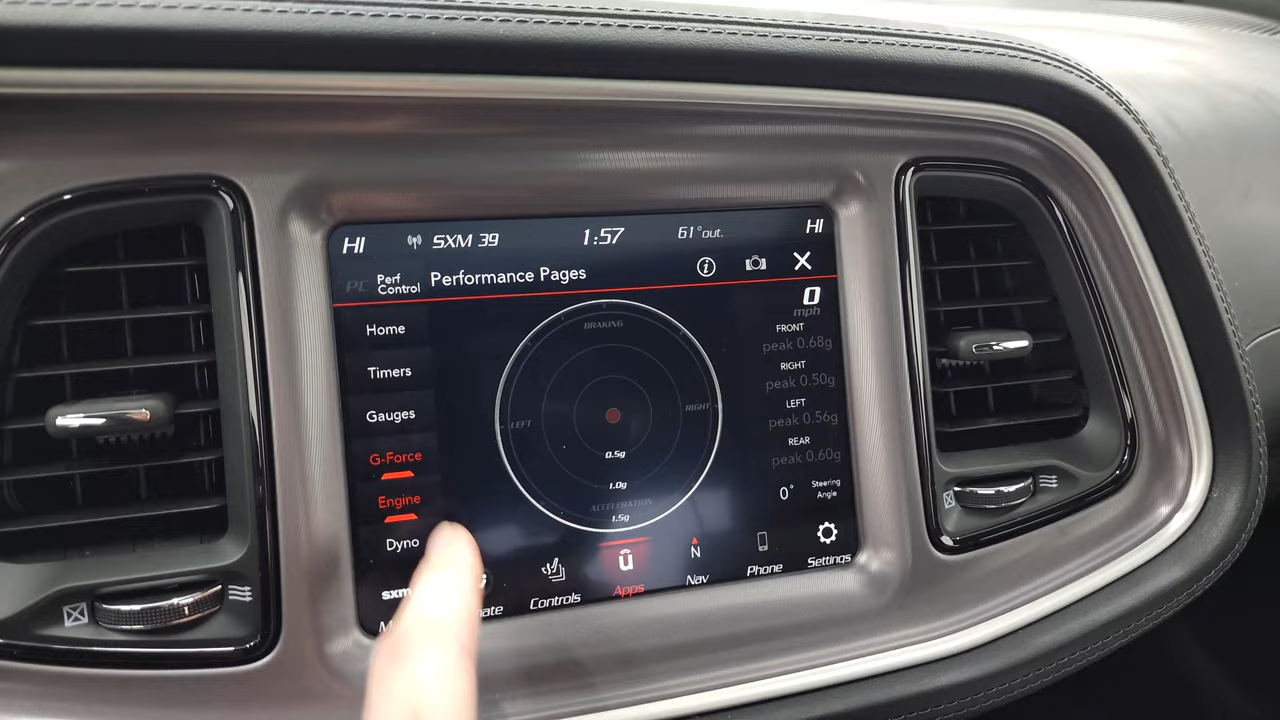 HI SXM 39 1:57 61°out. HI
Perf
Control
Performance Pages
0
mph
Home
Timers
Gauges
G-Force
Engine
Dyno
BRAKING
LEFT
RIGHT
0.5g
1.0g
ACCELERATION
1.5g
FRONT
peak 0.68g
RIGHT
peak 0.50g
LEFT
peak 0.56g
REAR
peak 0.60g
0° Steering
Angle
sxm
Controls
Apps
N
Nav
Phone
Settings